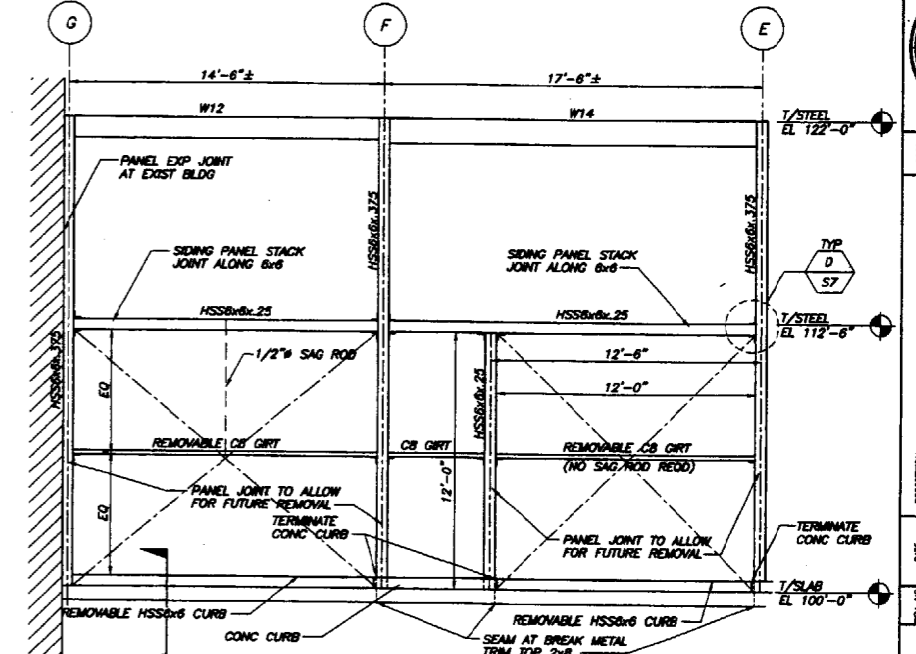 G
F
E
14'-6"±
17'-6"±
W12
W14
T/STEEL
EL 122'-0"
PANEL EXP JOINT
AT EXIST BLDG
HSS6x6x.375
HSS6x6x.375
SIDING PANEL STACK
JOINT ALONG 6x6
SIDING PANEL STACK
JOINT ALONG 6x6
TYP
D
S7
HSS6x6x.25
HSS6x6x.25
T/STEEL
EL 112'-6"
HSS6x6x.375
1/2"ø SAG ROD
12'-6"
12'-0"
HSS6x6x.25
EQ
REMOVABLE C8 GIRT
C8 GIRT
REMOVABLE C8 GIRT
(NO SAG ROD REQD)
12'-0"
EQ
PANEL JOINT TO ALLOW
FOR FUTURE REMOVAL
TERMINATE
CONC CURB
PANEL JOINT TO ALLOW
FOR FUTURE REMOVAL
TERMINATE
CONC CURB
T/SLAB
EL 100'-0"
REMOVABLE HSS6x6 CURB
CONC CURB
REMOVABLE HSS6x6 CURB
SEAM AT BREAK METAL
TRIM TOP 2x8